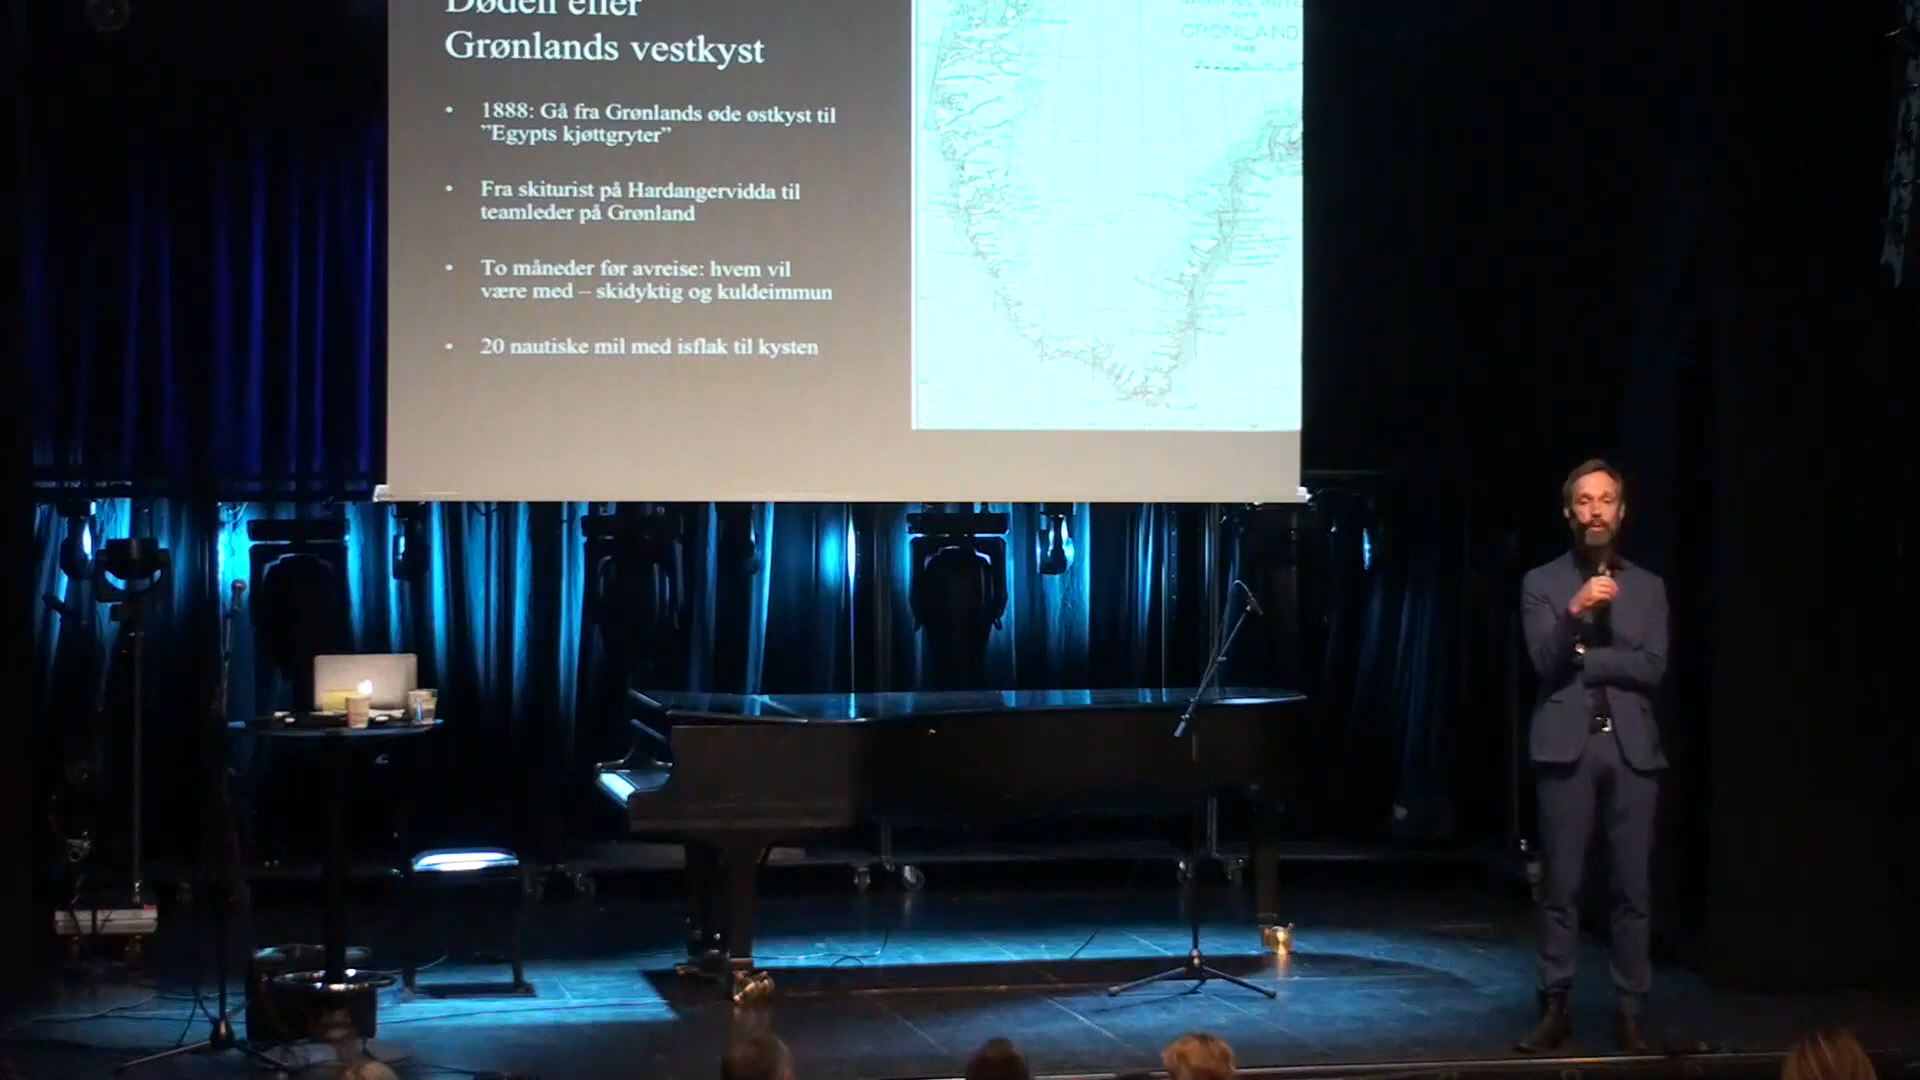 Døden eller
Grønlands vestkyst
• 1888: Gå fra Grønlands øde østkyst til
”Egypts kjøttgryter”
• Fra skiturist på Hardangervidda til
teamleder på Grønland
• To måneder før avreise: hvem vil
være med – skidyktig og kuldeimmun
• 20 nautiske mil med isflak til kysten
GRÖNLAND